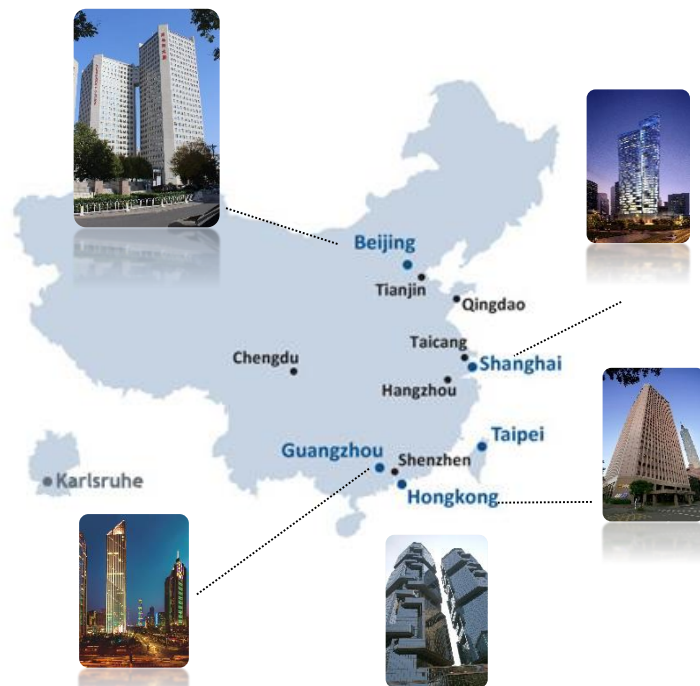 Beijing
Tianjin
Qingdao
Taicang
Shanghai
Chengdu
Hangzhou
Taipei
Guangzhou
Shenzhen
Karlsruhe
Hongkong